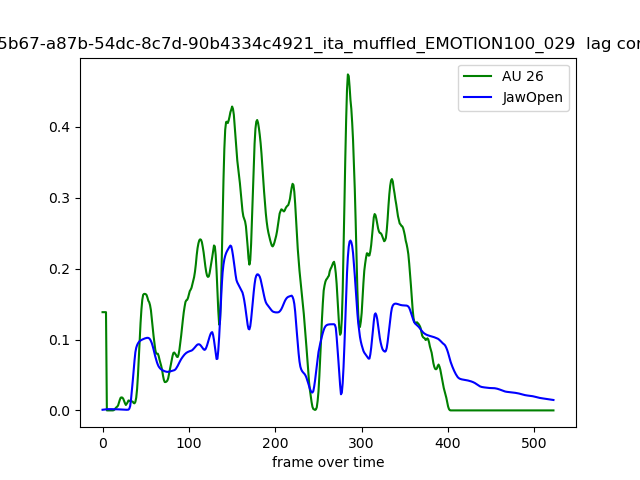 5b67-a87b-54dc-8c7d-90b4334c4921_ita_muffled_EMOTION100_029 lag cor
AU 26
JawOpen
0.4
0.3
0.2
0.1
0.0
0 100 200 300 400 500
frame over time